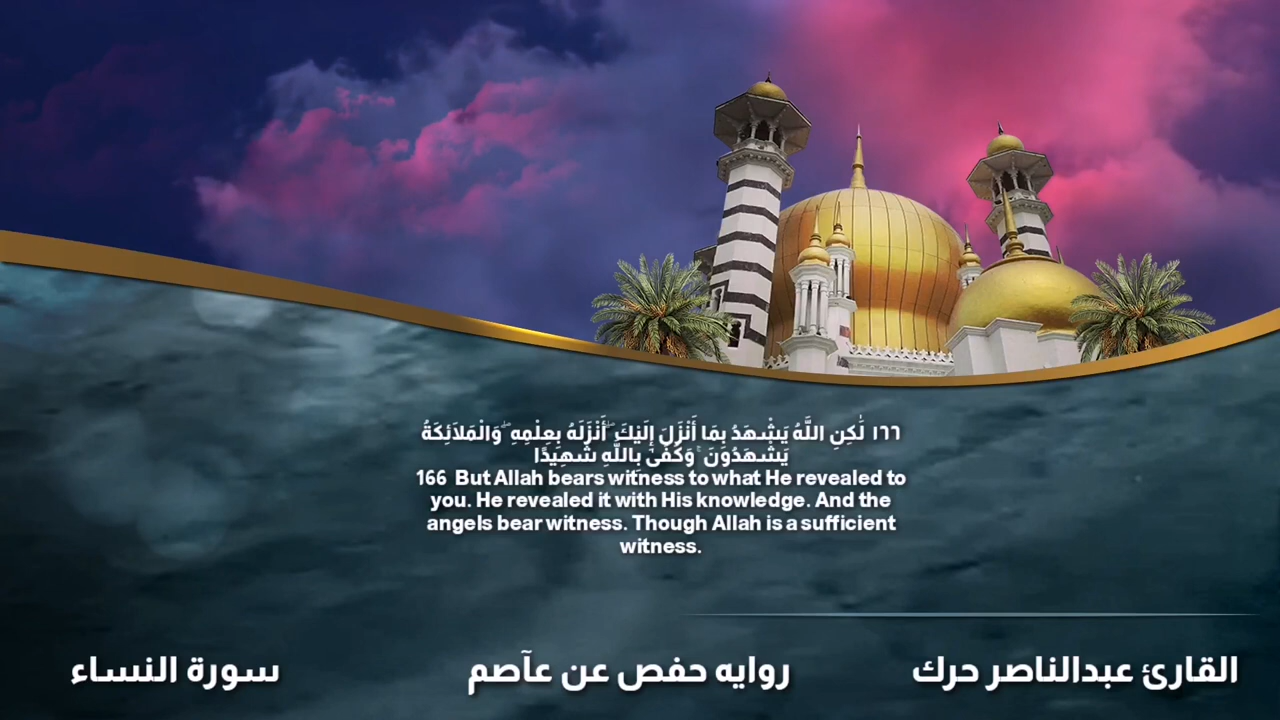 ١٦٦ لَٰكِنِ اللَّهُ يَشْهَدُ بِمَا أَنْزَلَ إِلَيْكَ ۖ أَنْزَلَهُ بِعِلْمِهِ ۖ وَالْمَلَائِكَةُ
يَشْهَدُونَ ۚ وَكَفَىٰ بِاللَّهِ شَهِيدًا
166 But Allah bears witness to what He revealed to
you. He revealed it with His knowledge. And the
angels bear witness. Though Allah is a sufficient
witness.
القارئ عبدالناصر حرك
روايه حفص عن عآصم
سورة النساء